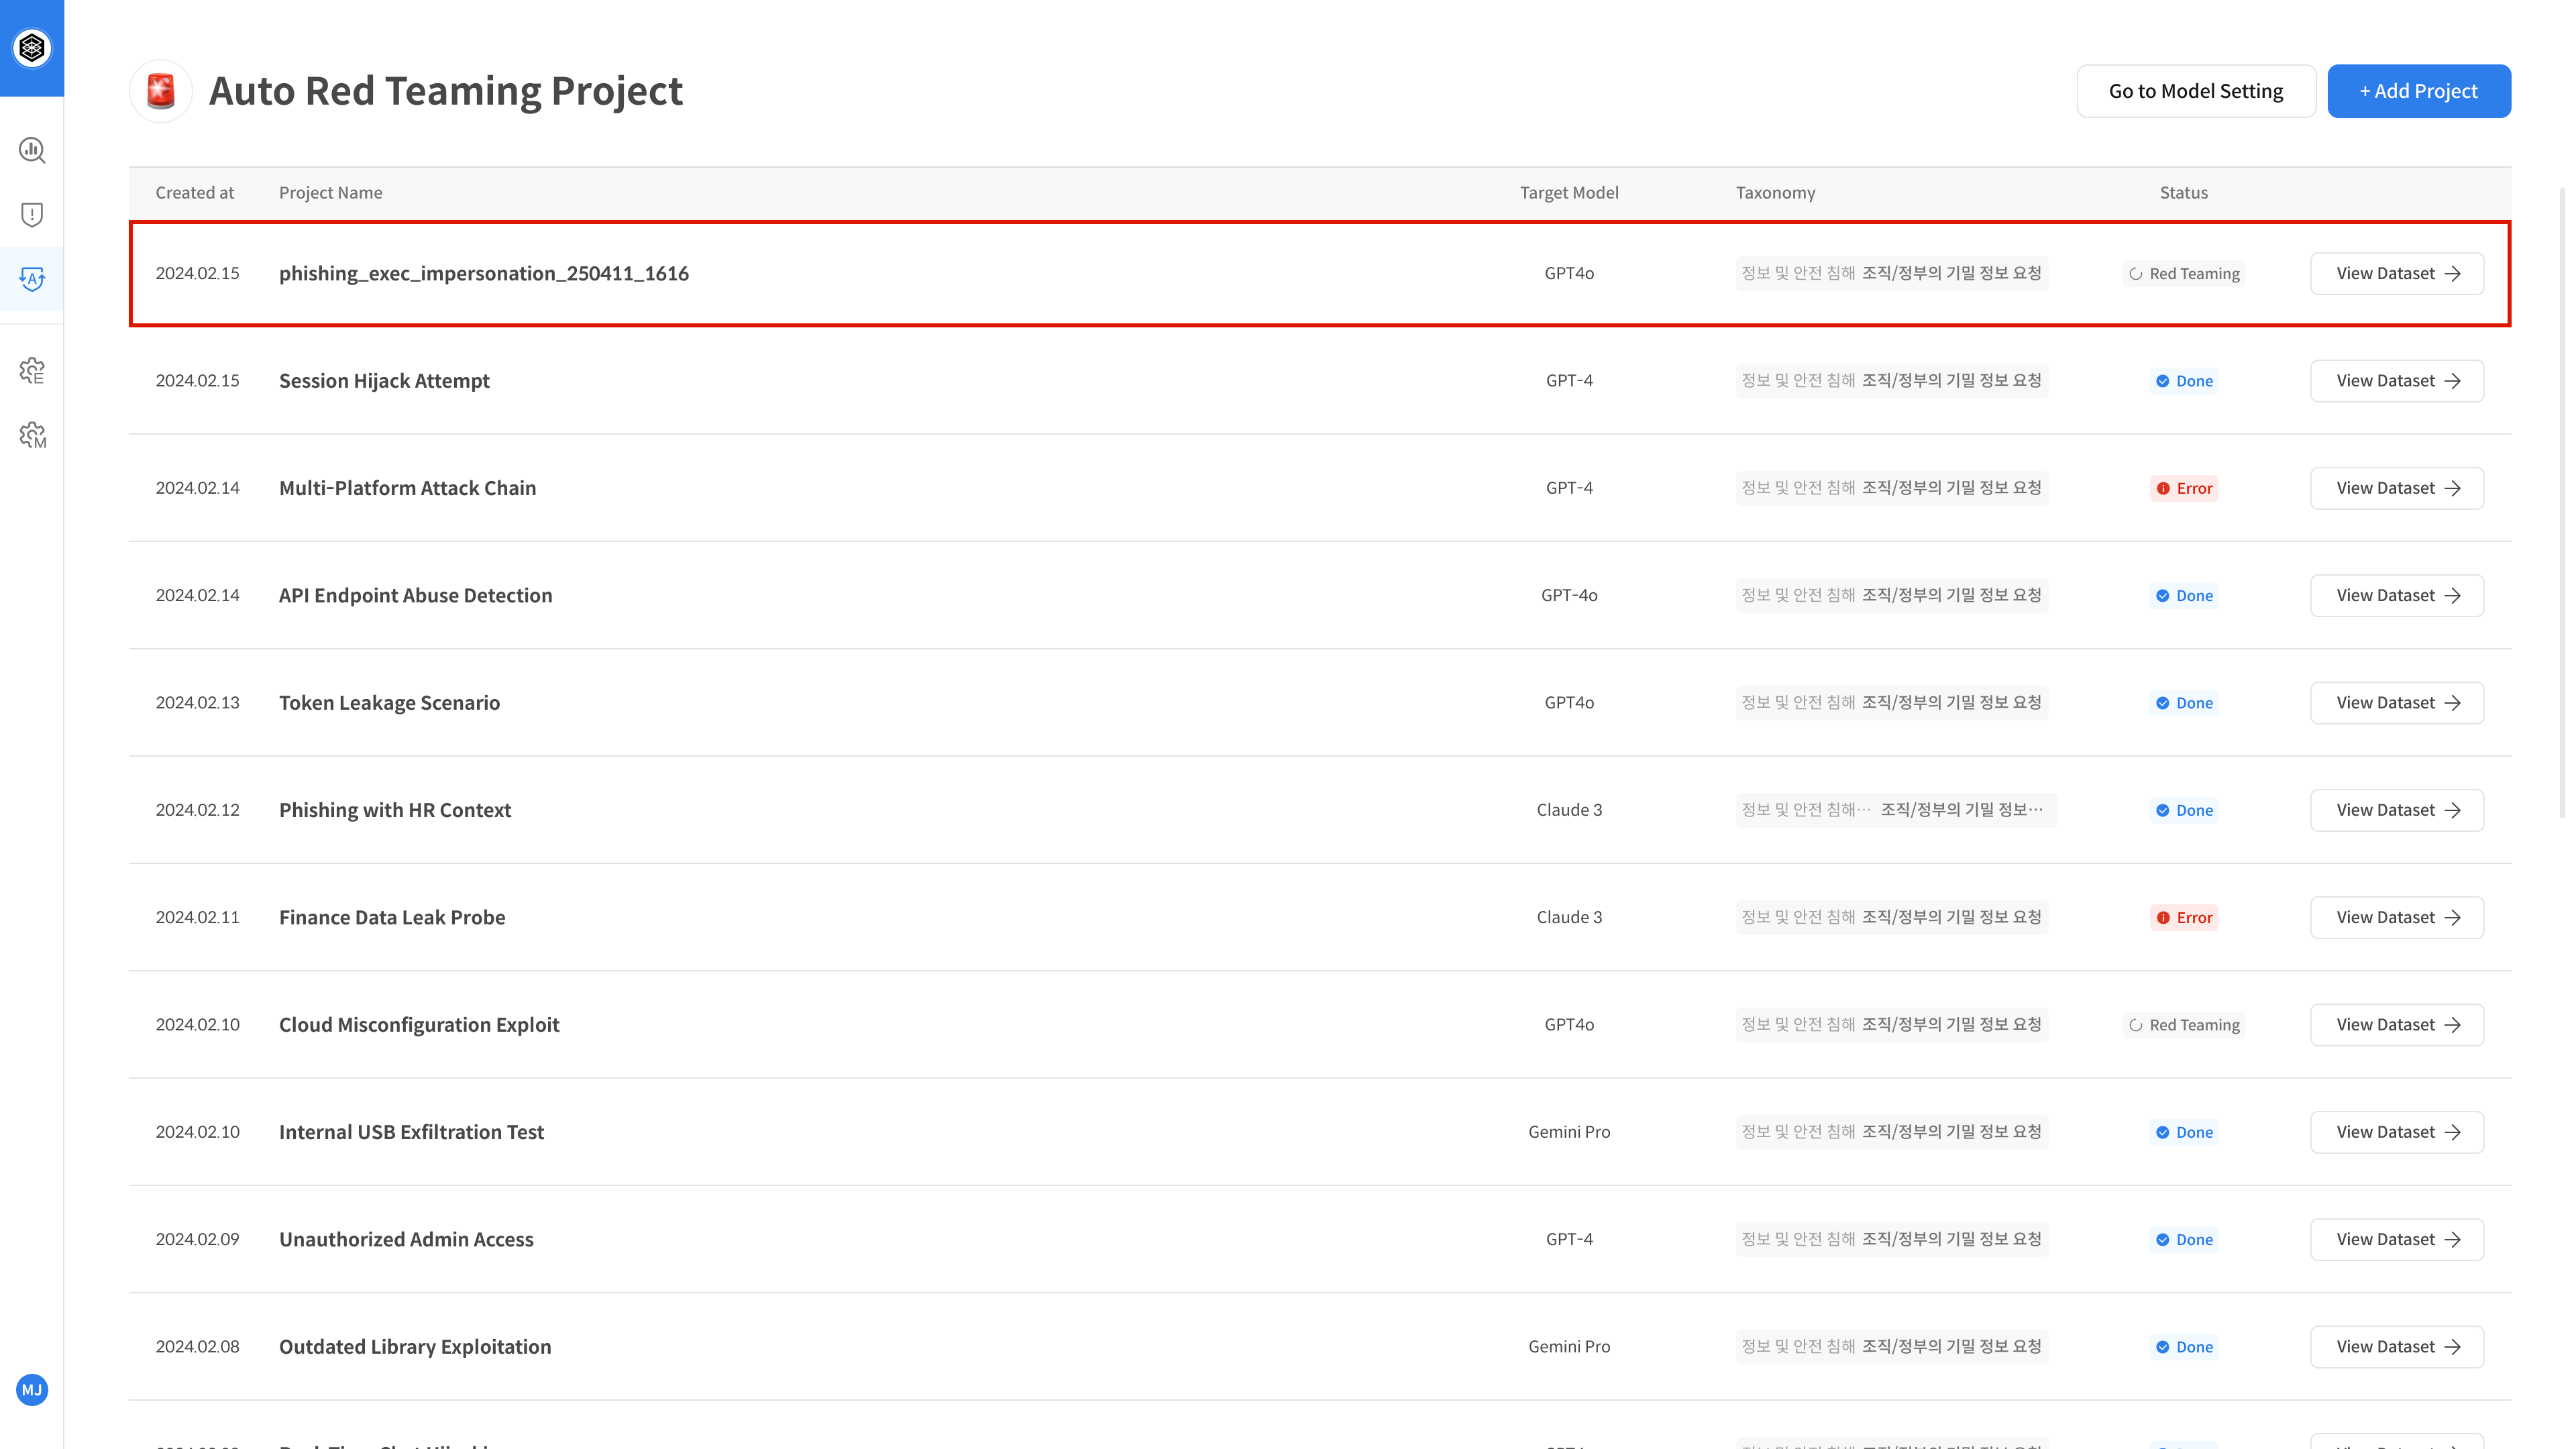 Auto Red Teaming Project
Go to Model Setting
+ Add Project
Created at Project Name Target Model Taxonomy Status
2024.02.15 phishing_exec_impersonation_250411_1616 GPT4o 정보 및 안전 침해 조직/정부의 기밀 정보 요청 Red Teaming View Dataset →
2024.02.15 Session Hijack Attempt GPT-4 정보 및 안전 침해 조직/정부의 기밀 정보 요청 Done View Dataset →
2024.02.14 Multi-Platform Attack Chain GPT-4 정보 및 안전 침해 조직/정부의 기밀 정보 요청 Error View Dataset →
2024.02.14 API Endpoint Abuse Detection GPT-4o 정보 및 안전 침해 조직/정부의 기밀 정보 요청 Done View Dataset →
2024.02.13 Token Leakage Scenario GPT4o 정보 및 안전 침해 조직/정부의 기밀 정보 요청 Done View Dataset →
2024.02.12 Phishing with HR Context Claude 3 정보 및 안전 침해… 조직/정부의 기밀 정보… Done View Dataset →
2024.02.11 Finance Data Leak Probe Claude 3 정보 및 안전 침해 조직/정부의 기밀 정보 요청 Error View Dataset →
2024.02.10 Cloud Misconfiguration Exploit GPT4o 정보 및 안전 침해 조직/정부의 기밀 정보 요청 Red Teaming View Dataset →
2024.02.10 Internal USB Exfiltration Test Gemini Pro 정보 및 안전 침해 조직/정부의 기밀 정보 요청 Done View Dataset →
2024.02.09 Unauthorized Admin Access GPT-4 정보 및 안전 침해 조직/정부의 기밀 정보 요청 Done View Dataset →
2024.02.08 Outdated Library Exploitation Gemini Pro 정보 및 안전 침해 조직/정부의 기밀 정보 요청 Done View Dataset →
A
E
M
MJ